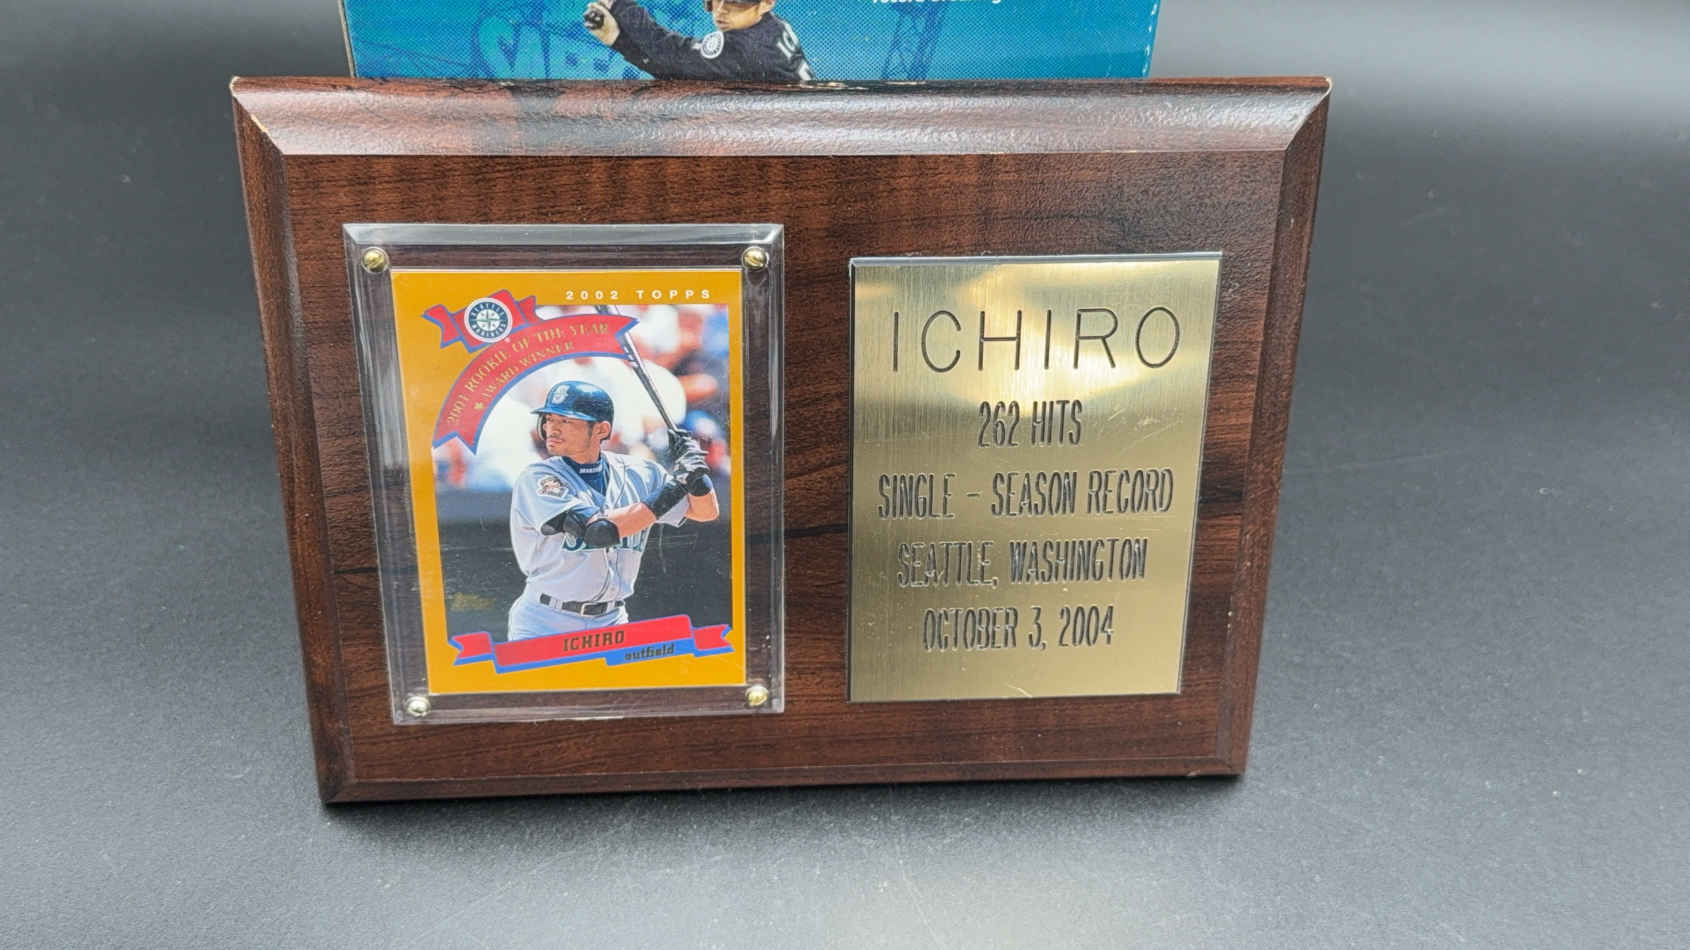 2002 TOPPS
2001 ROOKIE OF THE YEAR
AWARD WINNER
ICHIRO
outfield
ICHIRO
262 HITS
SINGLE - SEASON RECORD
SEATTLE, WASHINGTON
OCTOBER 3, 2004